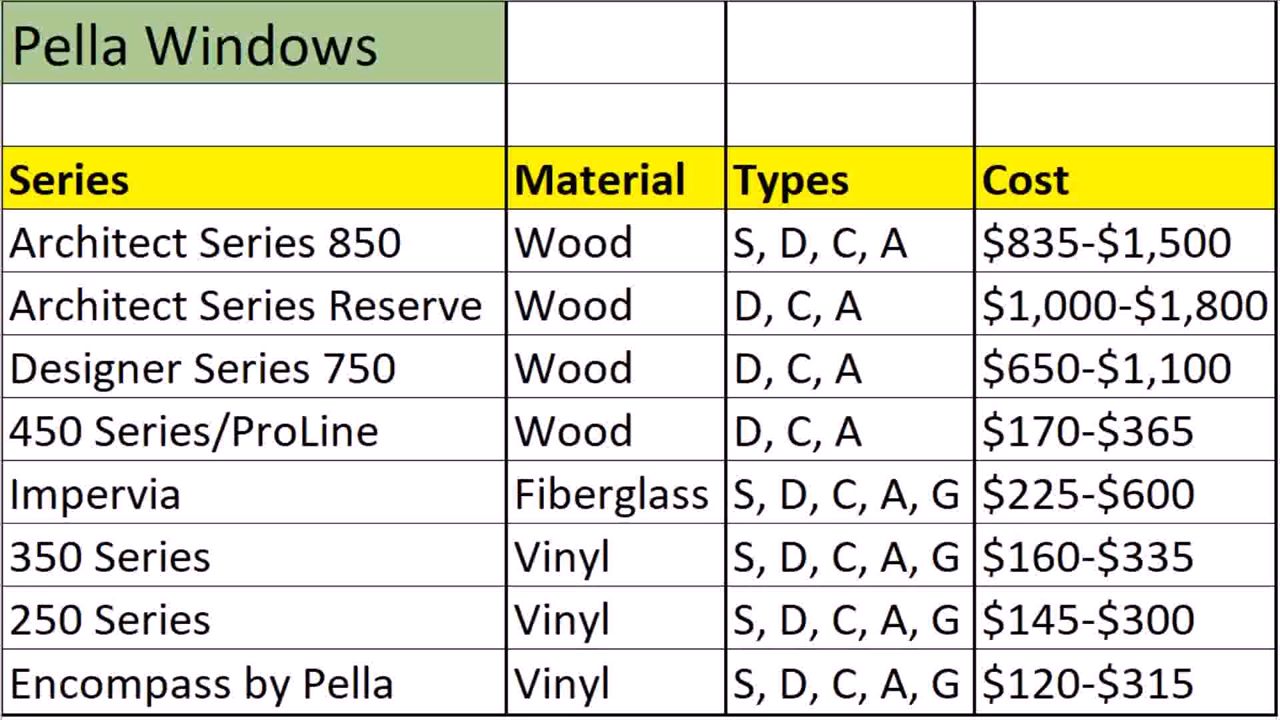 Pella Windows
Series Material Types Cost
Architect Series 850 Wood S, D, C, A $835-$1,500
Architect Series Reserve Wood D, C, A $1,000-$1,800
Designer Series 750 Wood D, C, A $650-$1,100
450 Series/ProLine Wood D, C, A $170-$365
Impervia Fiberglass S, D, C, A, G $225-$600
350 Series Vinyl S, D, C, A, G $160-$335
250 Series Vinyl S, D, C, A, G $145-$300
Encompass by Pella Vinyl S, D, C, A, G $120-$315